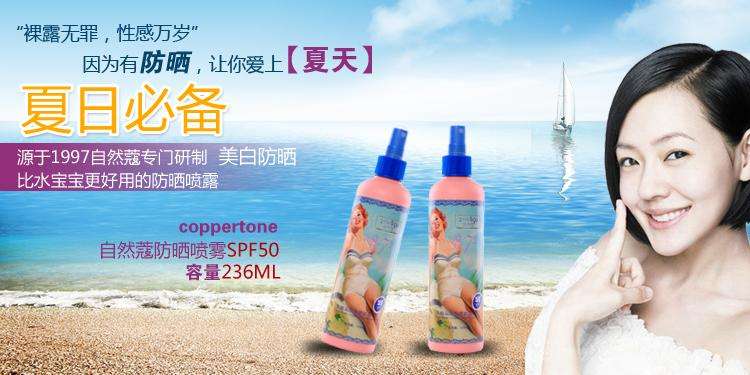 “裸露无罪，性感万岁”
因为有防晒，让你爱上【夏天】
夏日必备
源于1997自然蔻专门研制 美白防晒
比水宝宝更好用的防晒喷露
coppertone
自然蔻防晒喷雾SPF50
容量236ML